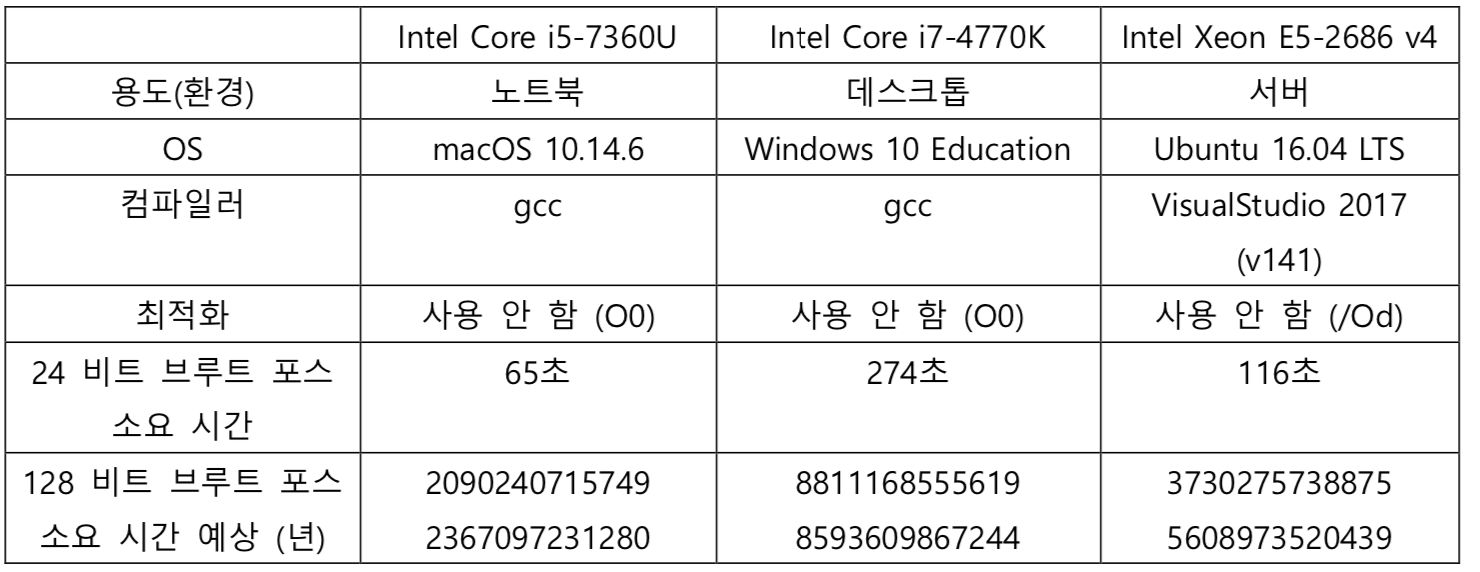 Intel Core i5-7360U Intel Core i7-4770K Intel Xeon E5-2686 v4
용도(환경) 노트북 데스크톱 서버
OS macOS 10.14.6 Windows 10 Education Ubuntu 16.04 LTS
컴파일러 gcc gcc VisualStudio 2017
(v141)
최적화 사용 안 함 (O0) 사용 안 함 (O0) 사용 안 함 (/Od)
24 비트 브루트 포스 65초 274초 116초
소요 시간
128 비트 브루트 포스 2090240715749 8811168555619 3730275738875
소요 시간 예상 (년) 2367097231280 8593609867244 5608973520439